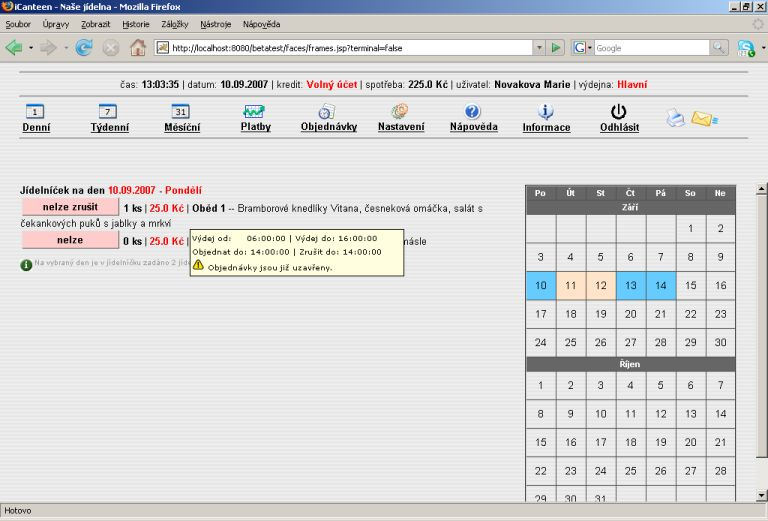 iCanteen - Naše jídelna - Mozilla Firefox
Soubor Úpravy Zobrazit Historie Záložky Nástroje Nápověda
http://localhost:8080/betatest/faces/frames.jsp?terminal=false
G Google
čas: 13:03:35 | datum: 10.09.2007 | kredit: Volný účet | spotřeba: 225.0 Kč | uživatel: Novakova Marie | výdejna: Hlavní
1 7 31
Denní Týdenní Měsíční Platby Objednávky Nastavení Nápověda Informace Odhlásit
Jídelníček na den 10.09.2007 - Pondělí
nelze zrušit 1 ks | 25.0 Kč | Oběd 1 -- Bramborové knedlíky Vitana, česneková omáčka, salát s
čekankových puků s jablky a mrkví
nelze 0 ks | 25.0 Kč | másle
Výdej od: 06:00:00 | Výdej do: 16:00:00
Objednat do: 14:00:00 | Zrušit do: 14:00:00
Objednávky jsou již uzavřeny.
Na vybraný den je v jídelníčku zadáno 2
Po Út St Čt Pá So Ne
Září
1 2
3 4 5 6 7 8 9
10 11 12 13 14 15 16
17 18 19 20 21 22 23
24 25 26 27 28 29 30
Říjen
1 2 3 4 5 6 7
8 9 10 11 12 13 14
15 16 17 18 19 20 21
22 23 24 25 26 27 28
29 30 31
Hotovo